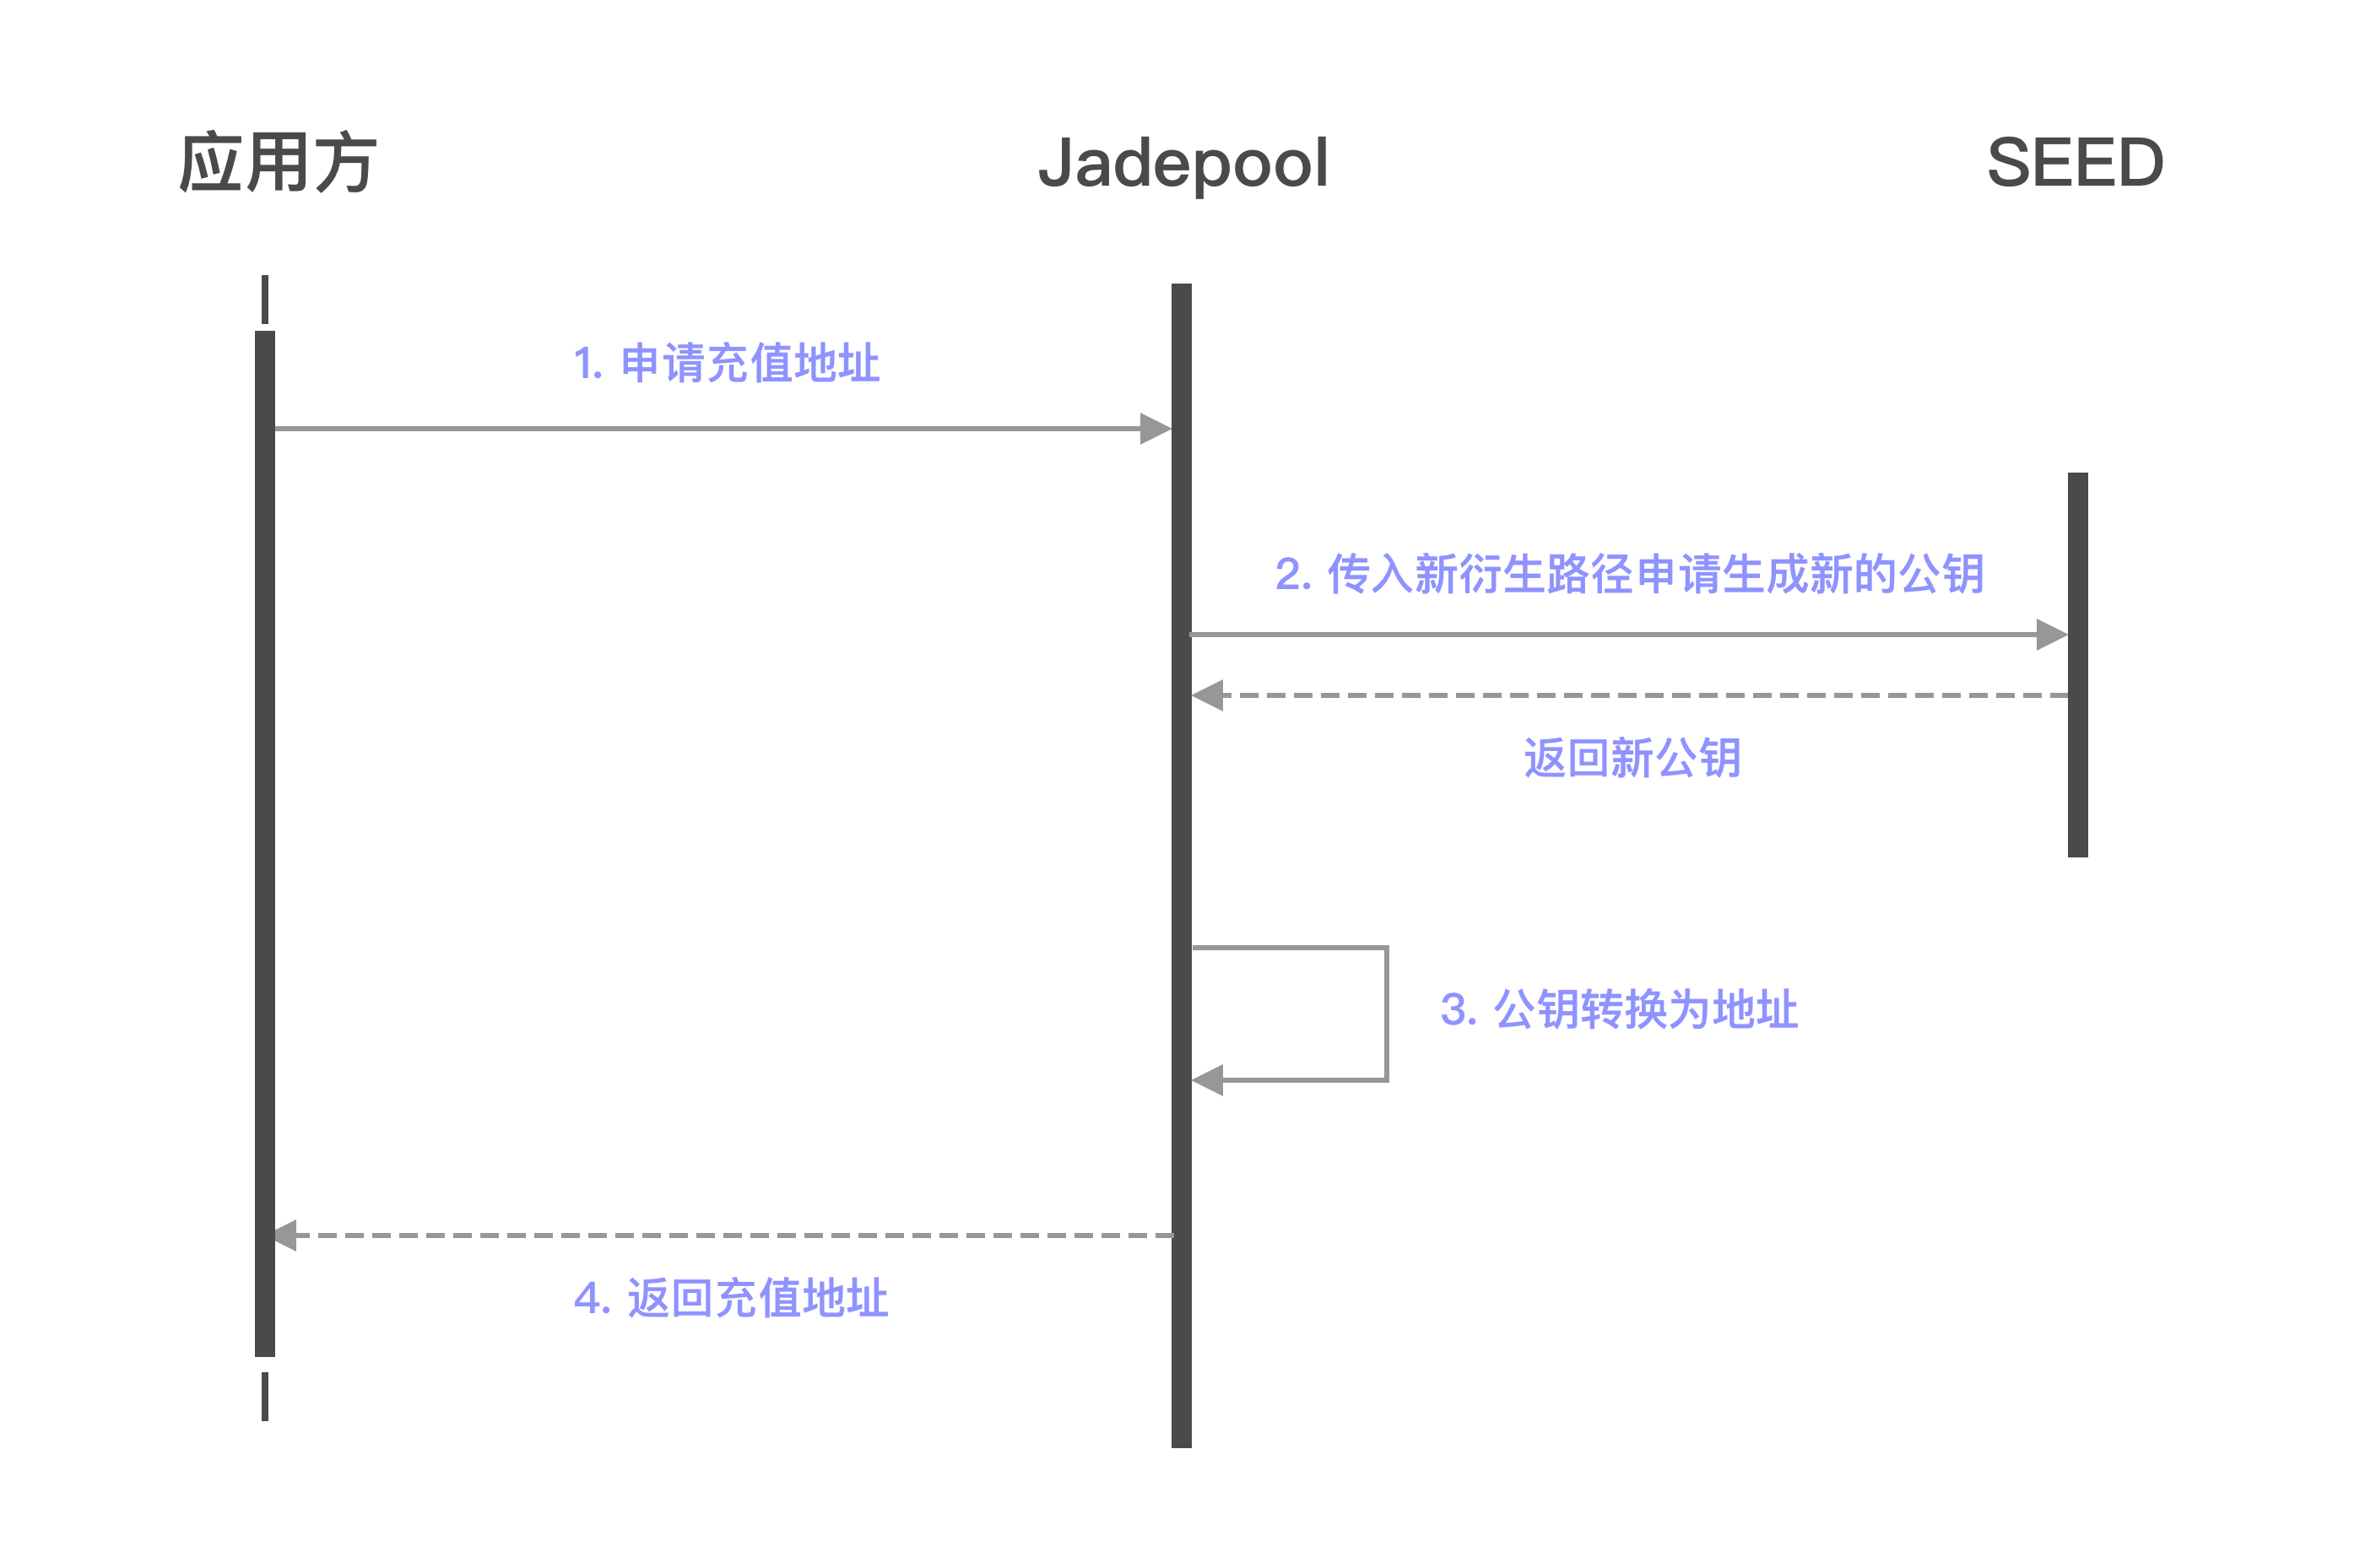 应用方
Jadepool
SEED
1. 申请充值地址
2. 传入新衍生路径申请生成新的公钥
返回新公钥
3. 公钥转换为地址
4. 返回充值地址